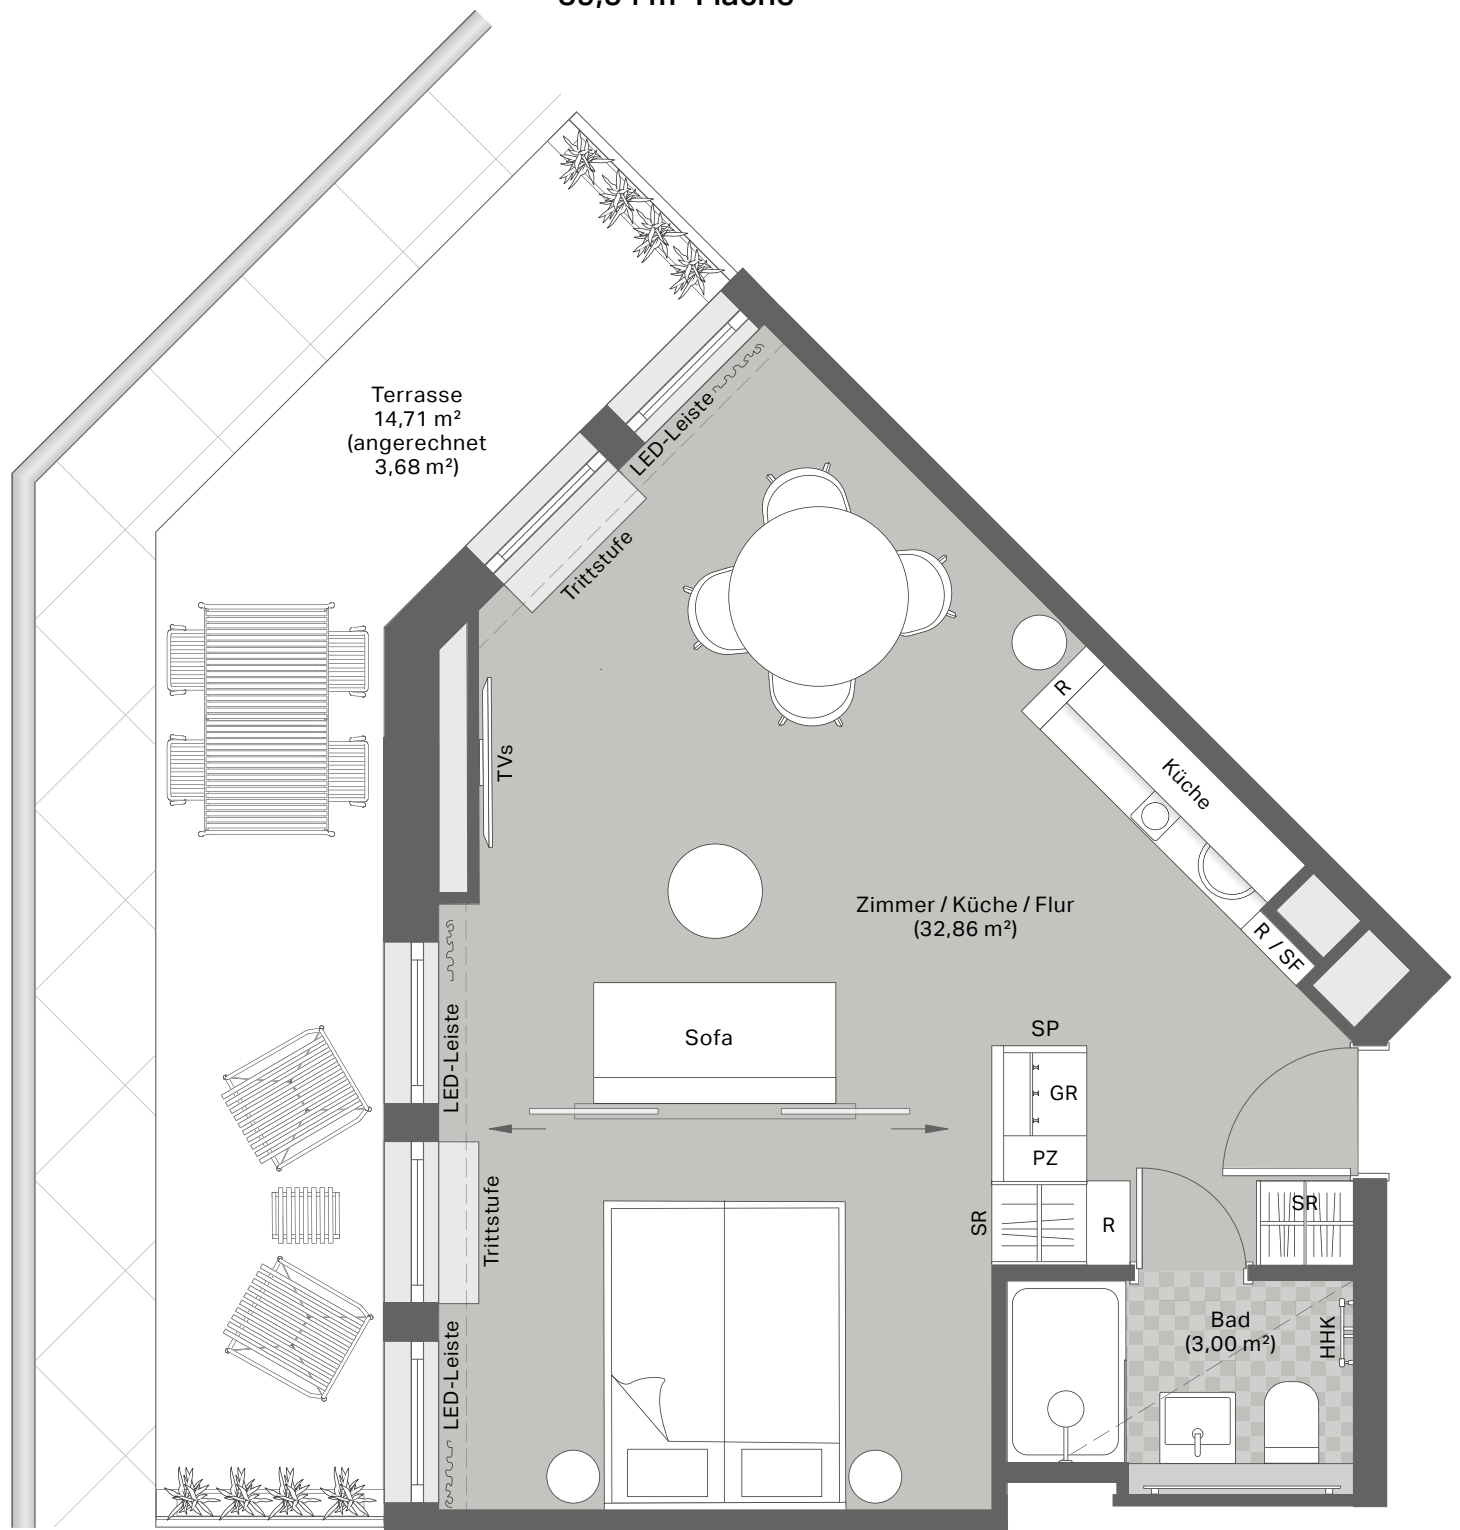 Terrasse
14,71 m²
(angerechnet
3,68 m²)
LED-Leiste
Trittstufe
TVs
R
Küche
R / SF
Zimmer / Küche / Flur
(32,86 m²)
LED-Leiste
Sofa
SP
GR
PZ
SR
R
SR
Trittstufe
LED-Leiste
Bad
(3,00 m²)
HHK